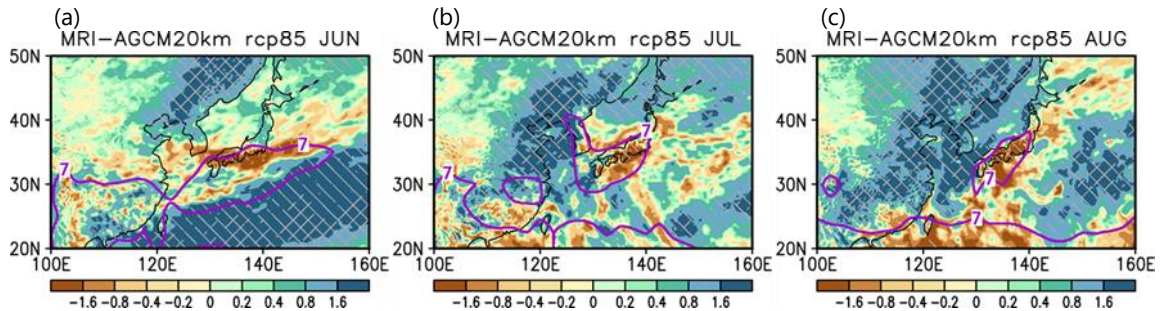 (a)
MRI-AGCM20km rcp85 JUN
50N
40N
30N
20N
7
7
100E 120E 140E 160E
-1.6 -0.8 -0.4 -0.2 0 0.2 0.4 0.8 1.6
(b)
MRI-AGCM20km rcp85 JUL
50N
40N
30N
20N
7
7
100E 120E 140E 160E
-1.6 -0.8 -0.4 -0.2 0 0.2 0.4 0.8 1.6
(c)
MRI-AGCM20km rcp85 AUG
50N
40N
30N
20N
7
7
100E 120E 140E 160E
-1.6 -0.8 -0.4 -0.2 0 0.2 0.4 0.8 1.6